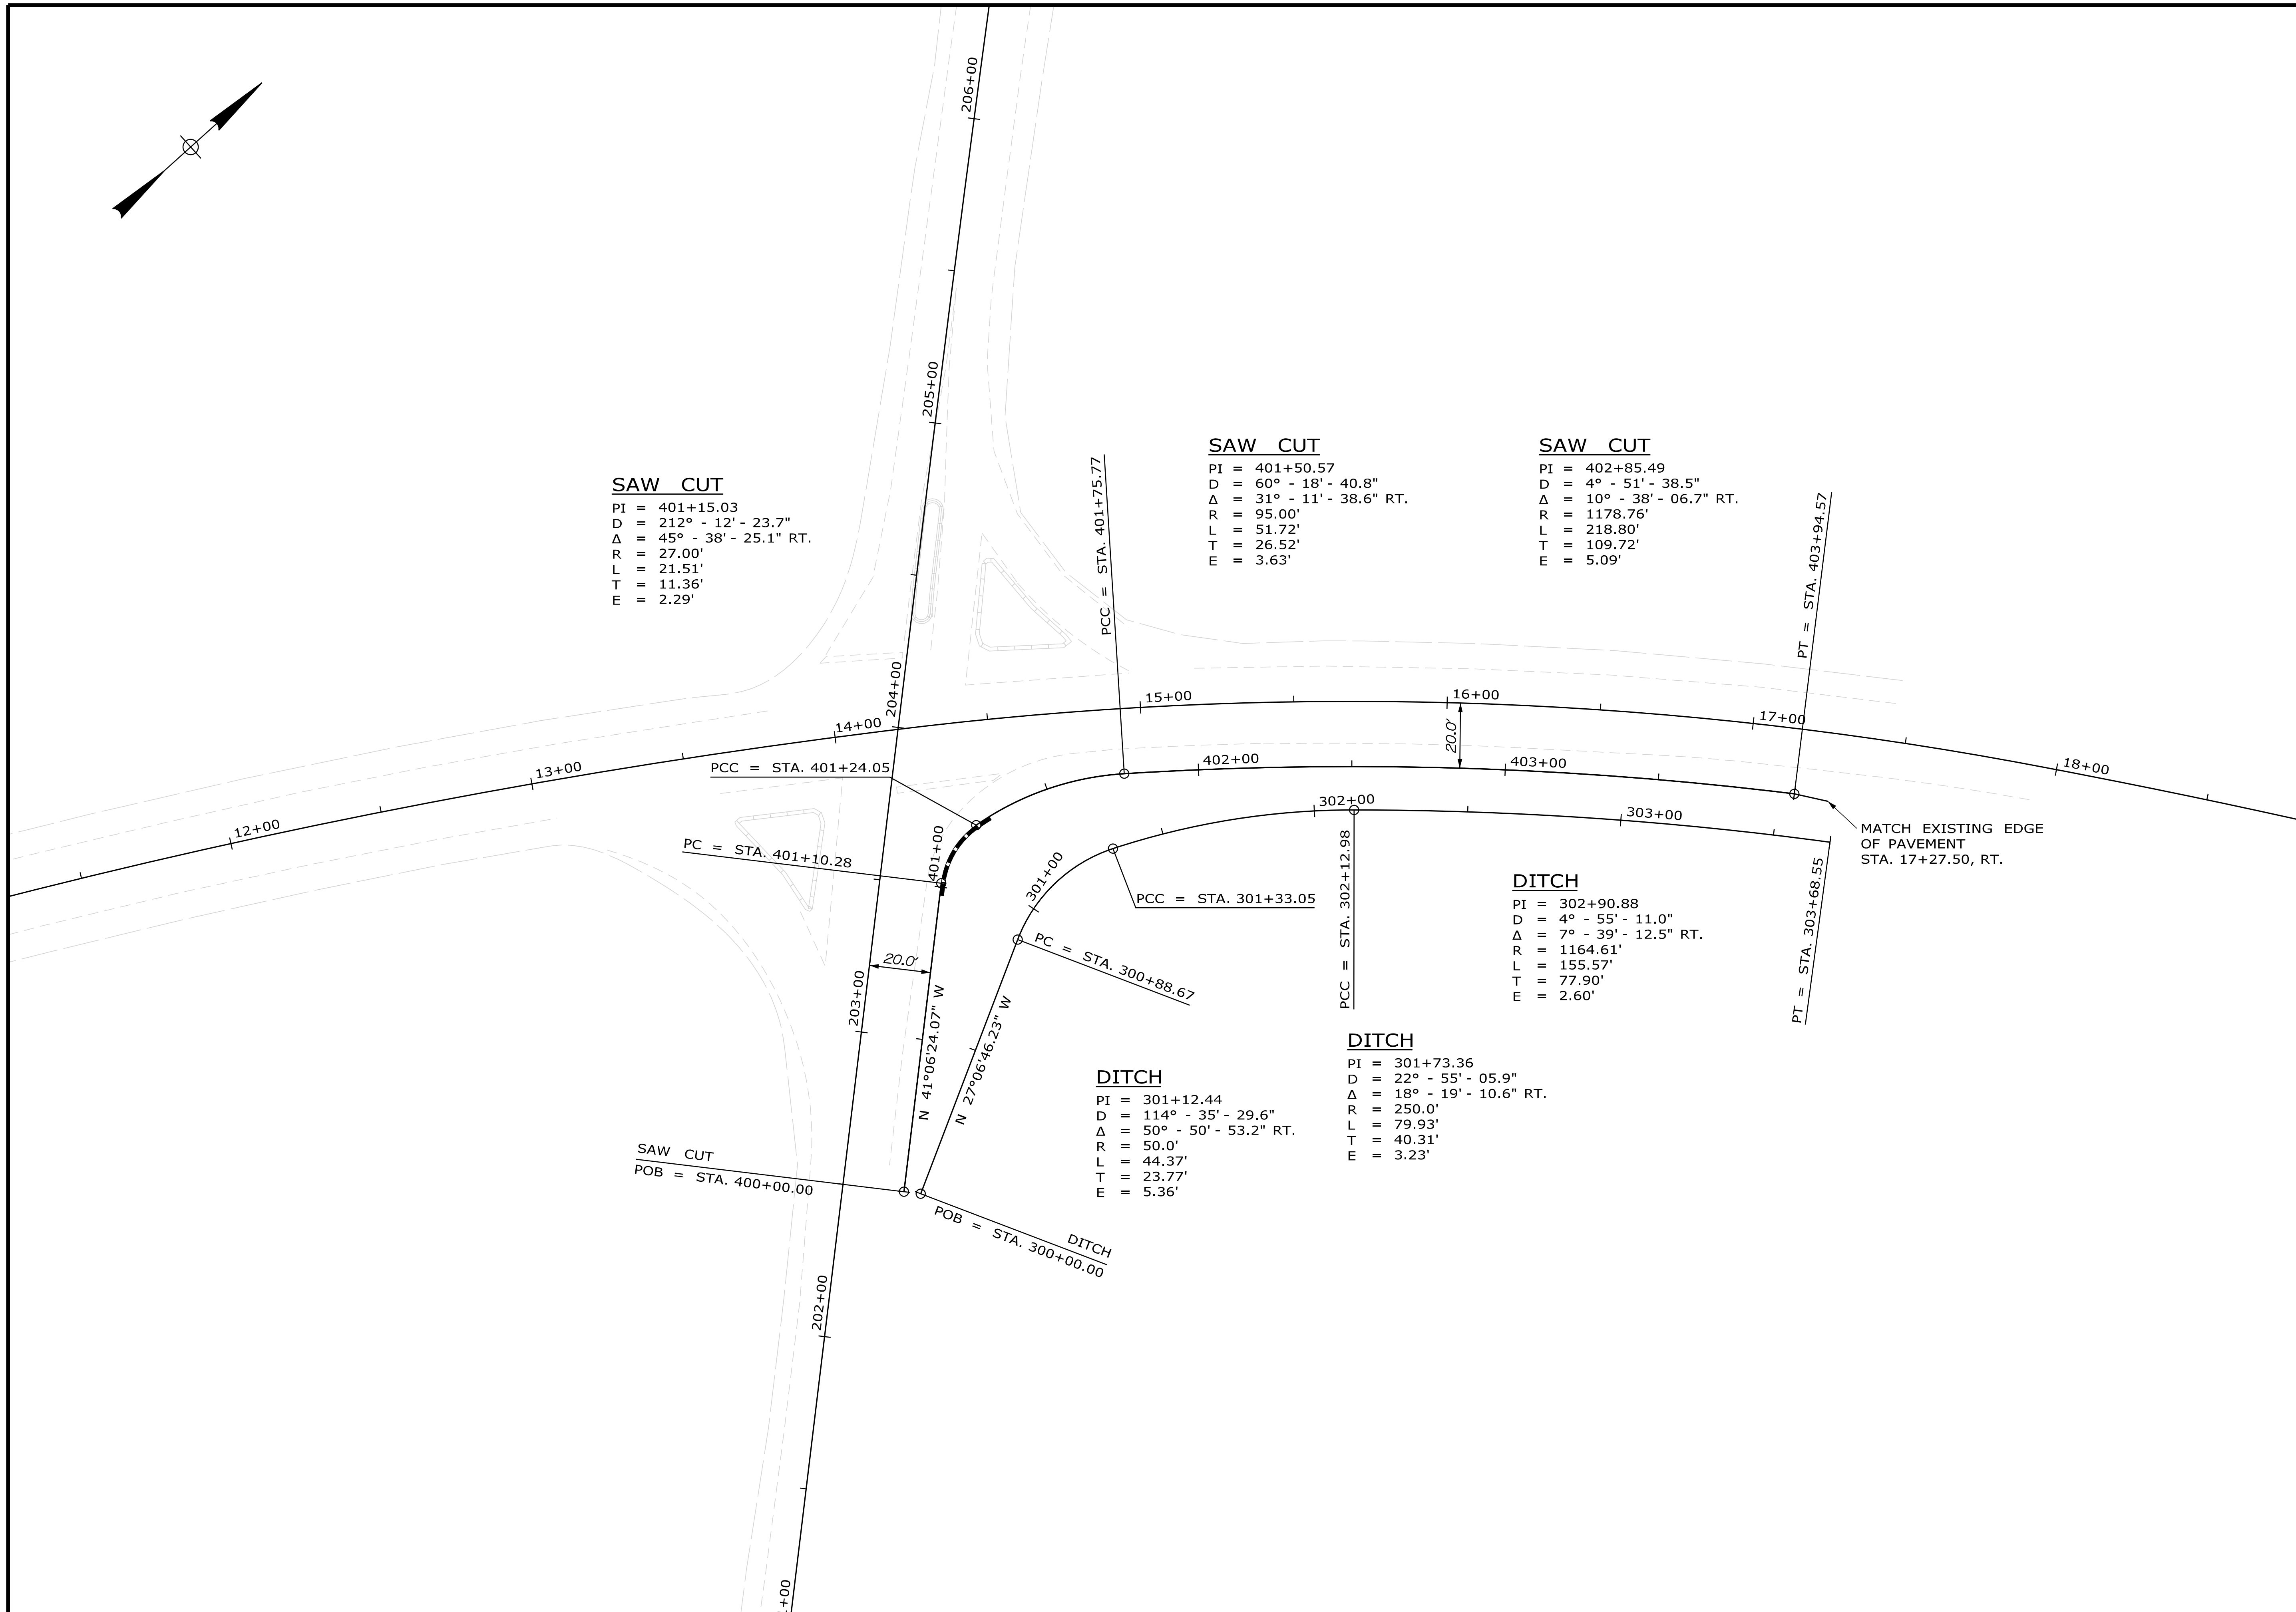 206+00
205+00
204+00
203+00
202+00
+00
12+00
13+00
14+00
15+00
16+00
17+00
18+00
SAW CUT
PI = 401+15.03
D = 212° - 12' - 23.7"
Δ = 45° - 38' - 25.1" RT.
R = 27.00'
L = 21.51'
T = 11.36'
E = 2.29'
SAW CUT
PI = 401+50.57
D = 60° - 18' - 40.8"
Δ = 31° - 11' - 38.6" RT.
R = 95.00'
L = 51.72'
T = 26.52'
E = 3.63'
SAW CUT
PI = 402+85.49
D = 4° - 51' - 38.5"
Δ = 10° - 38' - 06.7" RT.
R = 1178.76'
L = 218.80'
T = 109.72'
E = 5.09'
PCC = STA. 401+75.77
PT = STA. 403+94.57
PCC = STA. 401+24.05
PC = STA. 401+10.28
401+00
402+00
403+00
20.0'
20.0'
301+00
302+00
303+00
MATCH EXISTING EDGE
OF PAVEMENT
STA. 17+27.50, RT.
PCC = STA. 301+33.05
PCC = STA. 302+12.98
PC = STA. 300+88.67
PT = STA. 303+68.55
N 41°06'24.07" W
N 27°06'46.23" W
DITCH
PI = 302+90.88
D = 4° - 55' - 11.0"
Δ = 7° - 39' - 12.5" RT.
R = 1164.61'
L = 155.57'
T = 77.90'
E = 2.60'
DITCH
PI = 301+73.36
D = 22° - 55' - 05.9"
Δ = 18° - 19' - 10.6" RT.
R = 250.0'
L = 79.93'
T = 40.31'
E = 3.23'
DITCH
PI = 301+12.44
D = 114° - 35' - 29.6"
Δ = 50° - 50' - 53.2" RT.
R = 50.0'
L = 44.37'
T = 23.77'
E = 5.36'
SAW CUT
POB = STA. 400+00.00
DITCH
POB = STA. 300+00.00